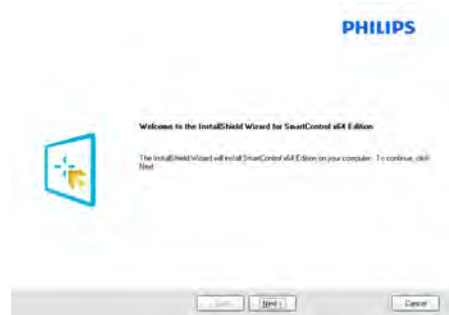 PHILIPS
Welcome to the InstallShield Wizard for SmartControl x64 Edition
The InstallShield Wizard will install SmartControl x64 Edition on your computer. To continue, click
Next
Next >
Cancel